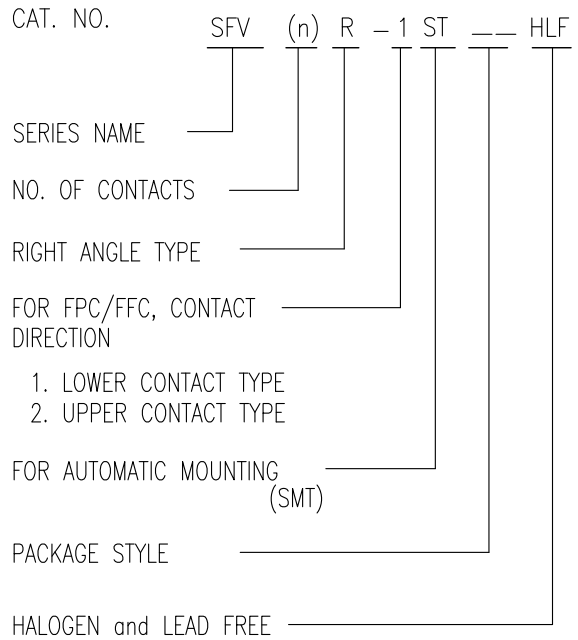 CAT. NO.
SFV (n) R - 1 ST __ HLF
SERIES NAME
NO. OF CONTACTS
RIGHT ANGLE TYPE
FOR FPC/FFC, CONTACT
DIRECTION
1. LOWER CONTACT TYPE
2. UPPER CONTACT TYPE
FOR AUTOMATIC MOUNTING
(SMT)
PACKAGE STYLE
HALOGEN and LEAD FREE